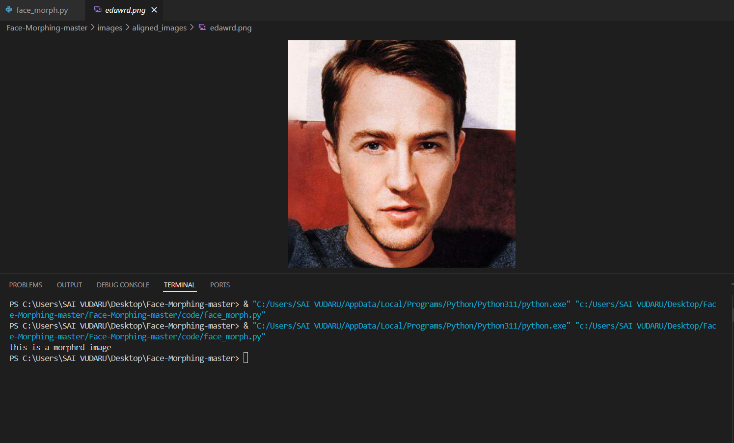 face_morph.py edawrd.png
Face-Morphing-master > images > aligned_images > edawrd.png
PROBLEMS OUTPUT DEBUG CONSOLE TERMINAL PORTS
PS C:\Users\SAI VUDARU\Desktop\Face-Morphing-master> & "C:/Users/SAI VUDARU/AppData/Local/Programs/Python/Python311/python.exe" "c:/Users/SAI VUDARU/Desktop/Fac
e-Morphing-master/Face-Morphing-master/code/face_morph.py"
PS C:\Users\SAI VUDARU\Desktop\Face-Morphing-master> & "C:/Users/SAI VUDARU/AppData/Local/Programs/Python/Python311/python.exe" "c:/Users/SAI VUDARU/Desktop/Fac
e-Morphing-master/Face-Morphing-master/code/face_morph.py"
this is a morphed image
PS C:\Users\SAI VUDARU\Desktop\Face-Morphing-master>